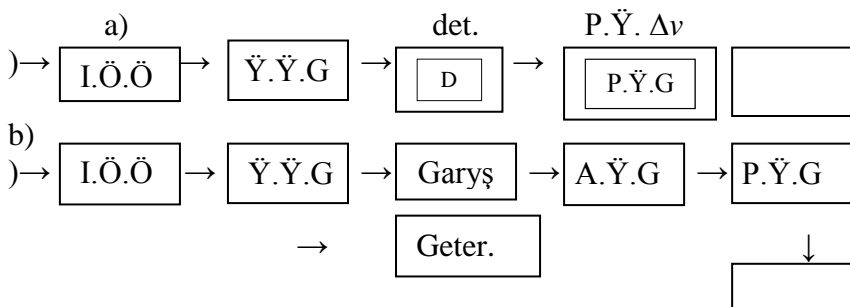 a) det. P.Ÿ. Δv
)→ I.Ö.Ö → Ÿ.Ÿ.G → D → P.Ÿ.G
b)
)→ I.Ö.Ö → Ÿ.Ÿ.G → Garyş → A.Ÿ.G → P.Ÿ.G
→ Geter. ↓